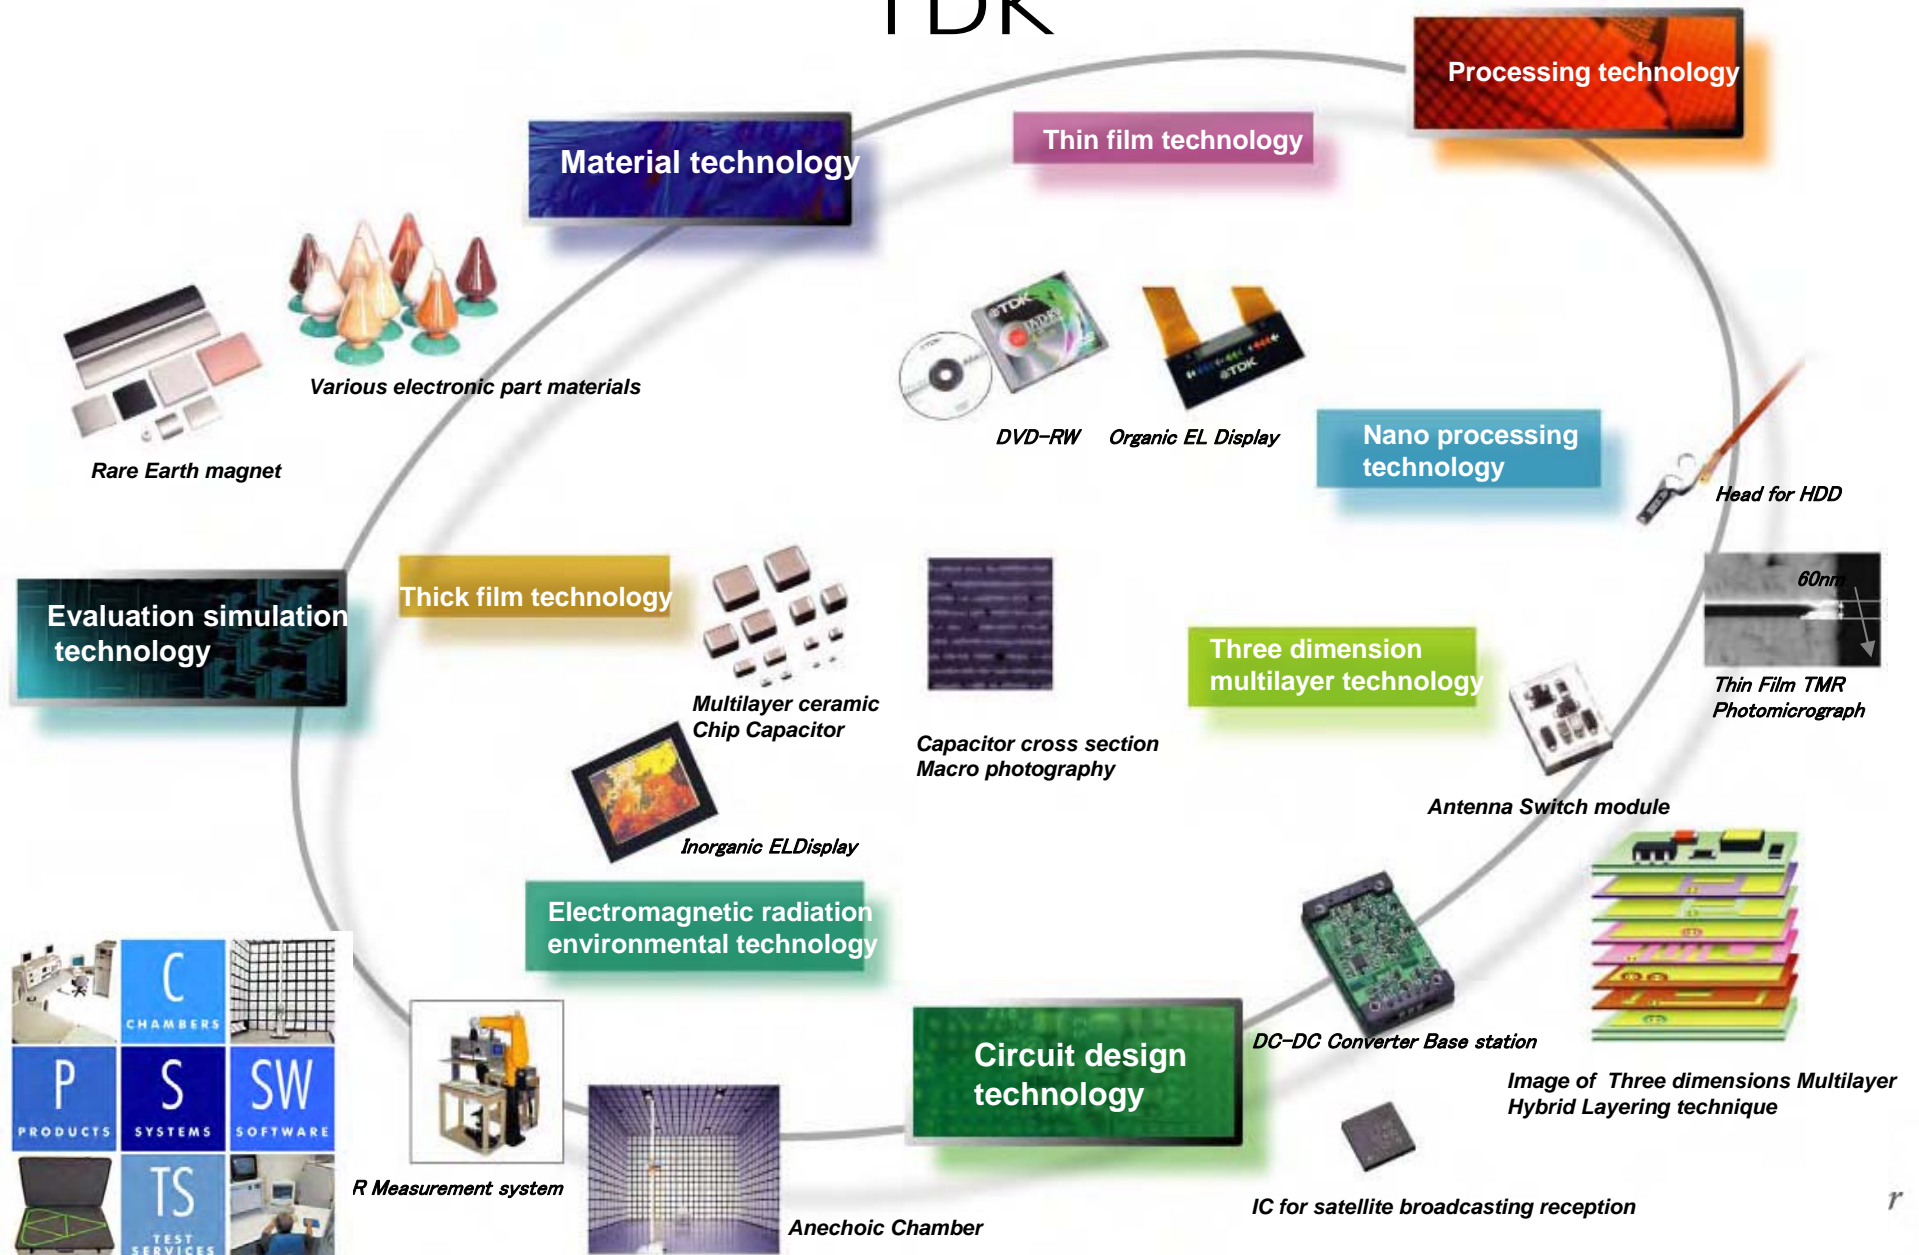 TDK
Processing technology
Thin film technology
Material technology
Various electronic part materials
Rare Earth magnet
TDK
DVD-RW
Organic EL Display
TDK
Nano processing
technology
Head for HDD
Evaluation simulation
technology
Thick film technology
Multilayer ceramic
Chip Capacitor
Capacitor cross section
Macro photography
Three dimension
multilayer technology
60nm
Thin Film TMR
Photomicrograph
Antenna Switch module
Inorganic ELDisplay
Electromagnetic radiation
environmental technology
C
CHAMBERS
P
PRODUCTS
S
SYSTEMS
SW
SOFTWARE
TS
TEST
SERVICES
R Measurement system
Anechoic Chamber
Circuit design
technology
DC-DC Converter Base station
Image of Three dimensions Multilayer
Hybrid Layering technique
IC for satellite broadcasting reception
r